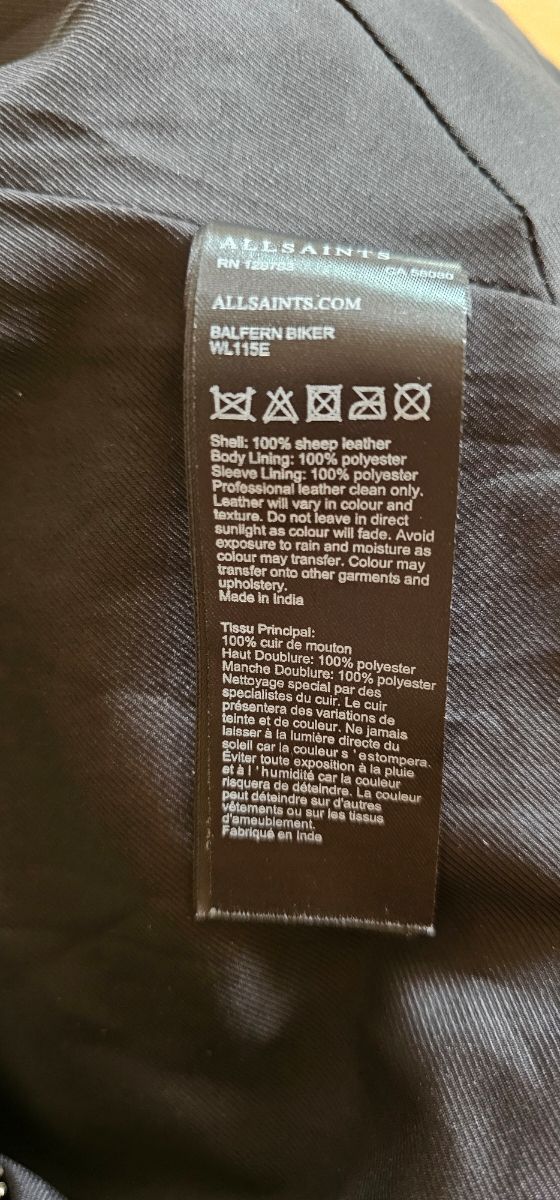 ALLSAINTS
RN 128793 CA 56080
ALLSAINTS.COM
BALFERN BIKER
WL115E
Shell: 100% sheep leather
Body Lining: 100% polyester
Sleeve Lining: 100% polyester
Professional leather clean only.
Leather will vary in colour and
texture. Do not leave in direct
sunlight as colour will fade. Avoid
exposure to rain and moisture as
colour may transfer. Colour may
transfer onto other garments and
upholstery.
Made in India
Tissu Principal:
100% cuir de mouton
Haut Doublure: 100% polyester
Manche Doublure: 100% polyester
Nettoyage special par des
specialistes du cuir. Le cuir
présentera des variations de
teinte et de couleur. Ne jamais
laisser à la lumière directe du
soleil car la couleur s ' estompera.
Éviter toute exposition à la pluie
et à l ' humidité car la couleur
risquera de déteindre. La couleur
peut déteindre sur d'autres
vêtements ou sur les tissus
d'ameublement.
Fabriqué en Inde